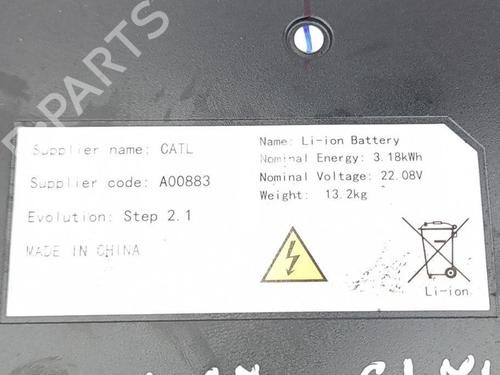 B-PARTS
Supplier name: CATL
Supplier code: A00883
Evolution: Step 2.1
MADE IN CHINA
Name: Li-ion Battery
Nominal Energy: 3.18kWh
Nominal Voltage: 22.08V
Weight: 13.2kg
Li-ion